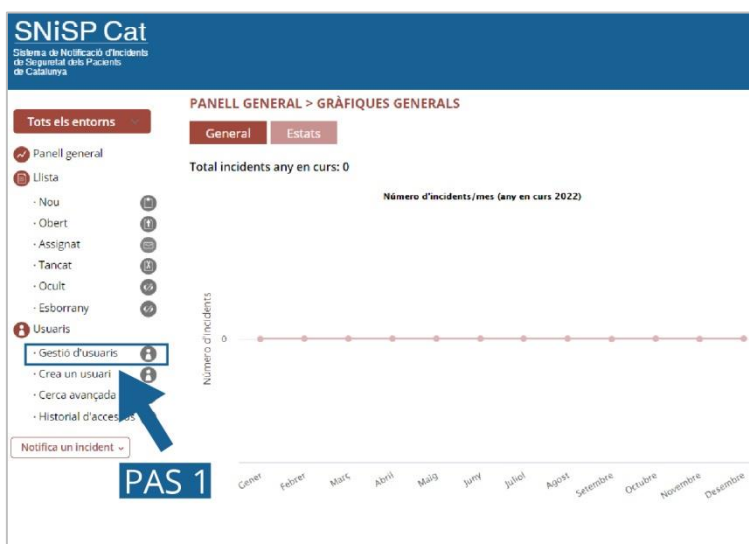 SNiSP Cat
Sistema de Notificació d'Incidents
de Seguretat dels Pacients
de Catalunya
Tots els entorns
Panell general
Llista
· Nou
· Obert
· Assignat
· Tancat
· Ocult
· Esborrany
Usuaris
· Gestió d'usuaris
· Crea un usuari
· Cerca avançada
· Historial d'accessos
Notifica un incident
PAS 1
PANELL GENERAL > GRÀFIQUES GENERALS
General Estats
Total incidents any en curs: 0
Número d'incidents/mes (any en curs 2022)
Número d'incidents
0
Gener Febrer Març Abril Maig Juny Juliol Agost Setembre Octubre Novembre Desembre